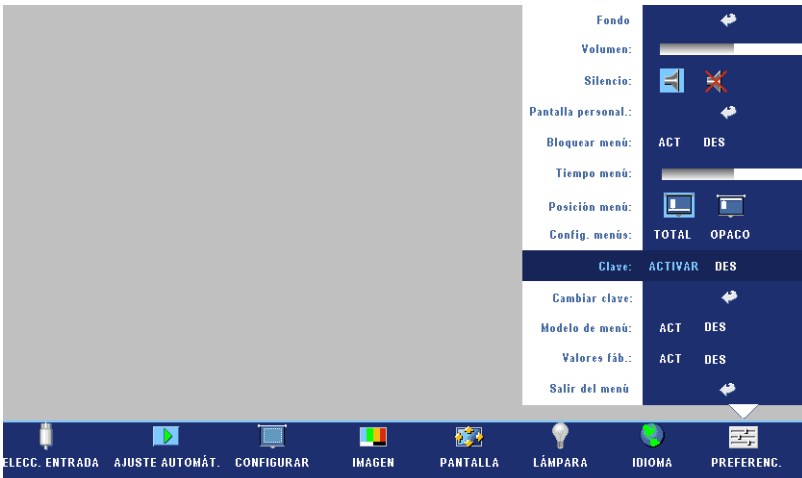 Fondo
Volumen:
Silencio:
Pantalla personal.:
Bloquear menú: ACT DES
Tiempo menú:
Posición menú:
Config. menús: TOTAL OPACO
Clave: ACTIVAR DES
Cambiar clave:
Modelo de menú: ACT DES
Valores fáb.: ACT DES
Salir del menú
ELECC. ENTRADA AJUSTE AUTOMÁT. CONFIGURAR IMAGEN PANTALLA LÁMPARA IDIOMA PREFERENC.